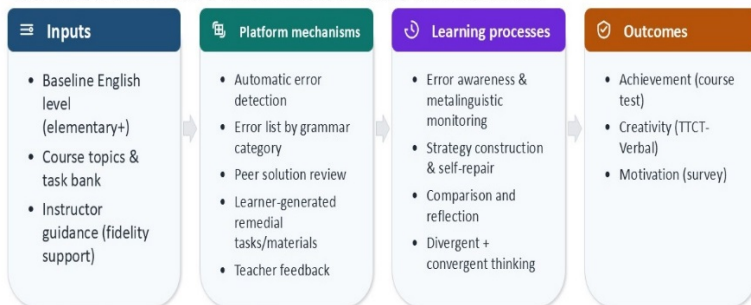 Inputs
• Baseline English
level
(elementary+)
• Course topics &
task bank
• Instructor
guidance (fidelity
support)
Platform mechanisms
• Automatic error
detection
• Error list by grammar
category
• Peer solution review
• Learner-generated
remedial
tasks/materials
• Teacher feedback
Learning processes
• Error awareness &
metalinguistic
monitoring
• Strategy construction
& self-repair
• Comparison and
reflection
• Divergent +
convergent thinking
Outcomes
• Achievement (course
test)
• Creativity (TTCT-
Verbal)
• Motivation (survey)